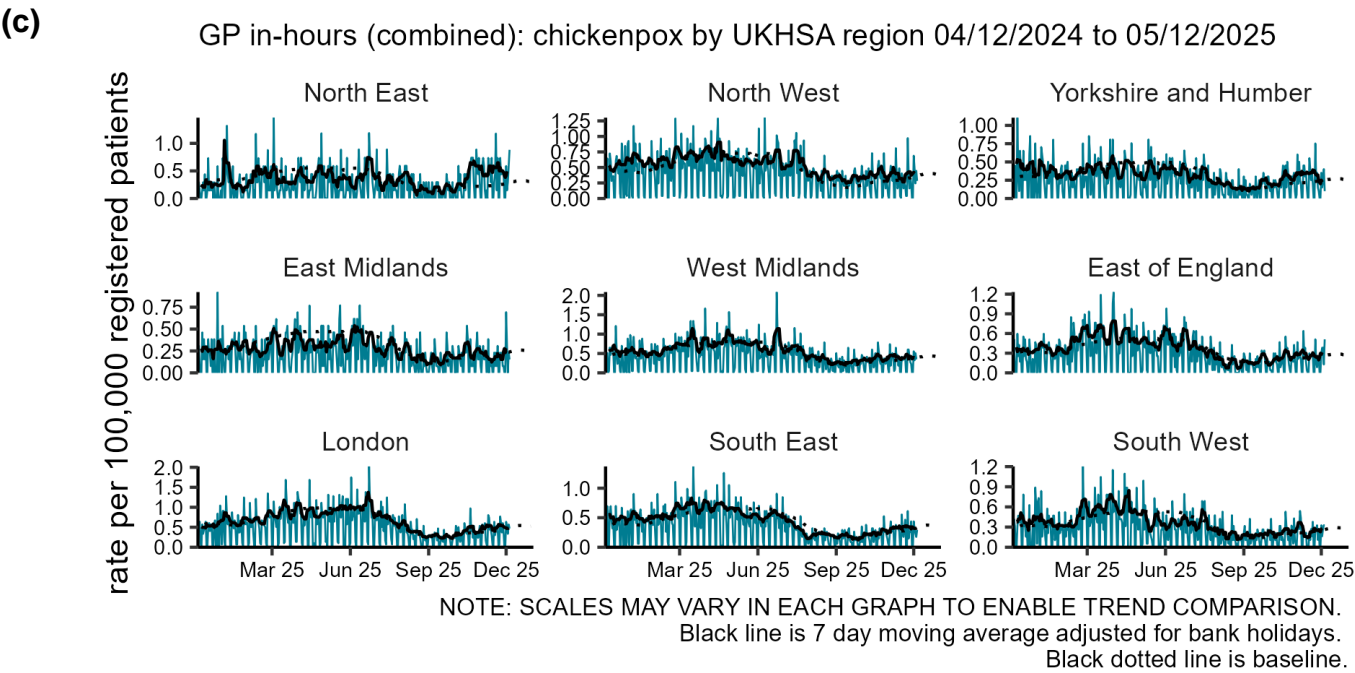 (c)
GP in-hours (combined): chickenpox by UKHSA region 04/12/2024 to 05/12/2025
rate per 100,000 registered patients
North East
1.0
0.5
0.0
North West
1.25
1.00
0.75
0.50
0.25
0.00
Yorkshire and Humber
1.00
0.75
0.50
0.25
0.00
East Midlands
0.75
0.50
0.25
0.00
West Midlands
2.0
1.5
1.0
0.5
0.0
East of England
1.2
0.9
0.6
0.3
0.0
London
2.0
1.5
1.0
0.5
0.0
Mar 25 Jun 25 Sep 25 Dec 25
South East
1.0
0.5
0.0
Mar 25 Jun 25 Sep 25 Dec 25
South West
1.2
0.9
0.6
0.3
0.0
Mar 25 Jun 25 Sep 25 Dec 25
NOTE: SCALES MAY VARY IN EACH GRAPH TO ENABLE TREND COMPARISON.
Black line is 7 day moving average adjusted for bank holidays.
Black dotted line is baseline.